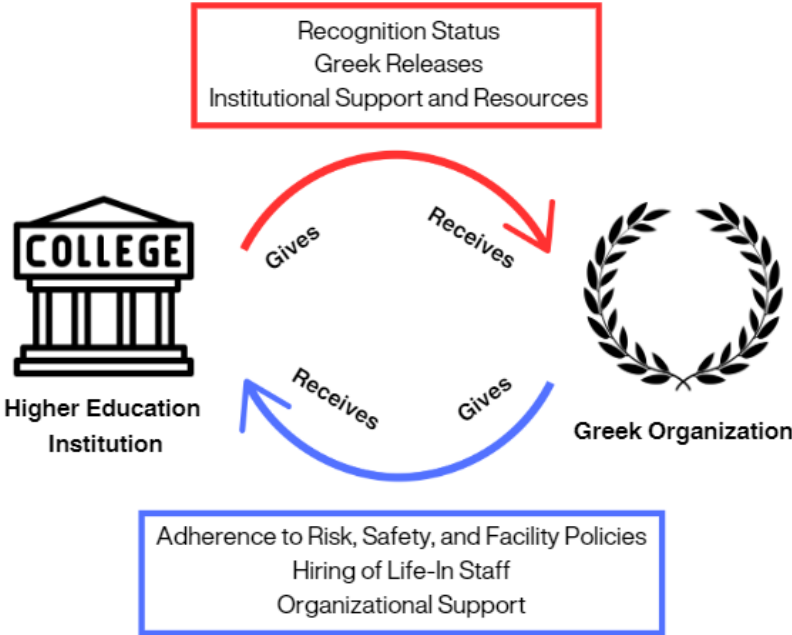 Recognition Status
Greek Releases
Institutional Support and Resources
Gives
Receives
COLLEGE
Higher Education
Institution
Greek Organization
Receives
Gives
Adherence to Risk, Safety, and Facility Policies
Hiring of Life-In Staff
Organizational Support